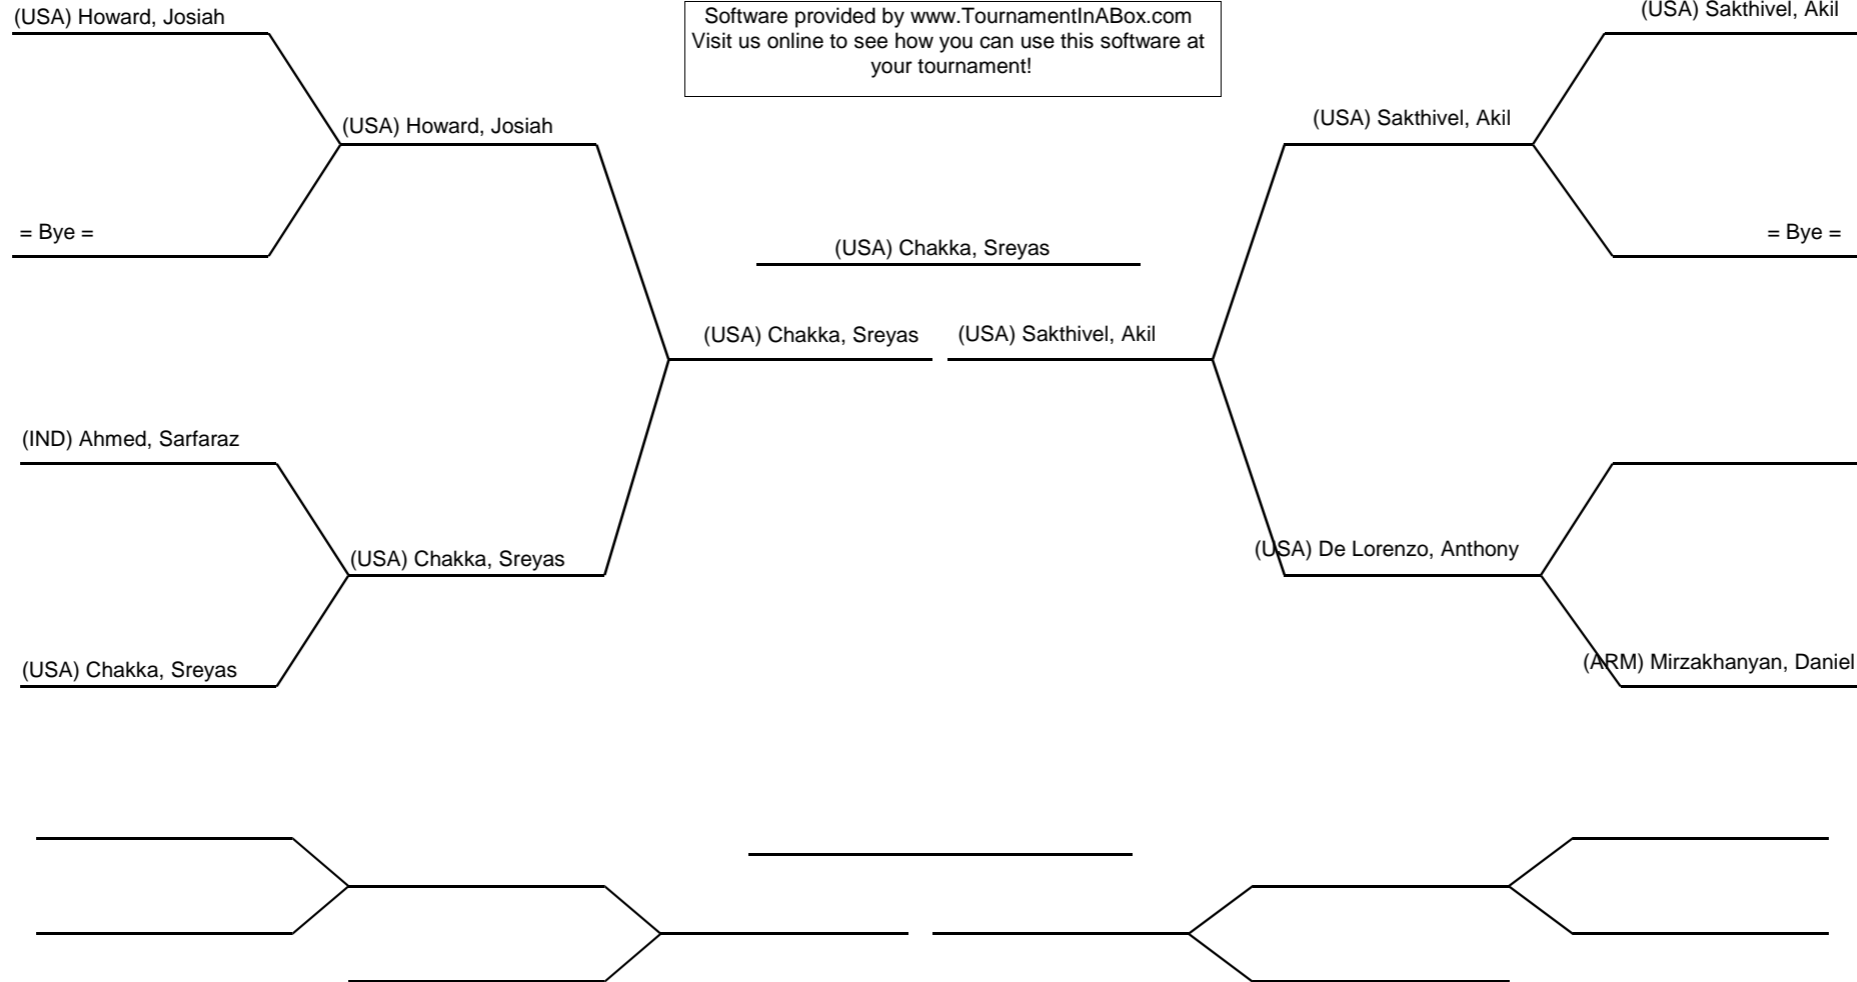 (USA) Howard, Josiah
Software provided by www.TournamentInABox.com
Visit us online to see how you can use this software at
your tournament!
(USA) Sakthivel, Akil
(USA) Howard, Josiah
(USA) Sakthivel, Akil
= Bye =
= Bye =
(USA) Chakka, Sreyas
(USA) Chakka, Sreyas
(USA) Sakthivel, Akil
(IND) Ahmed, Sarfaraz
(USA) Chakka, Sreyas
(USA) De Lorenzo, Anthony
(USA) Chakka, Sreyas
(ARM) Mirzakhanyan, Daniel